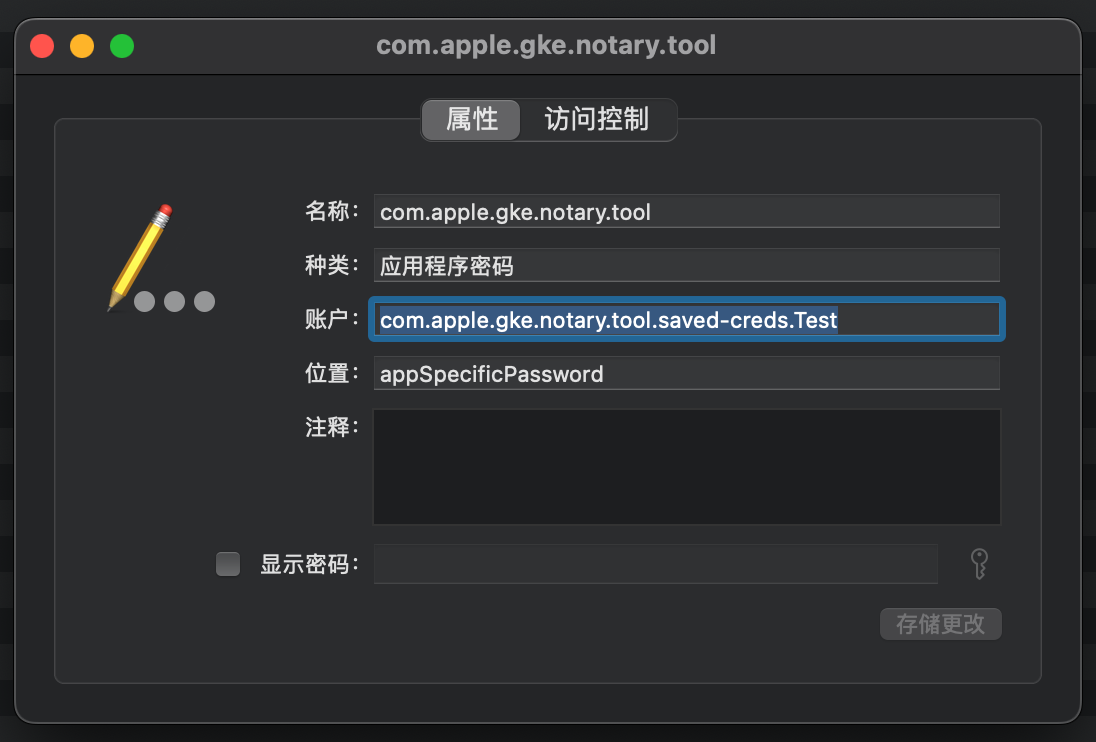 com.apple.gke.notary.tool
属性 访问控制
名称： com.apple.gke.notary.tool
种类： 应用程序密码
账户： com.apple.gke.notary.tool.saved-creds.Test
位置： appSpecificPassword
注释：
显示密码：
存储更改